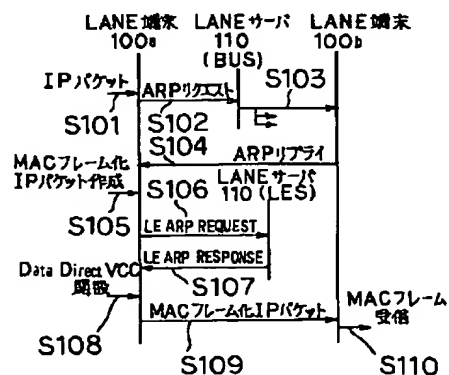 LANE端末 LANEサーバ LANE端末
100a 110 100b
(BUS)
IPパケット
ARPリクエスト
S103
S101
S102
S104
ARPリプライ
MACフレーム化
IPパケット作成
LANEサーバ
110(LES)
S106
S105
LE ARP REQUEST
LE ARP RESPONSE
Data Direct VCC
開設
S107
MACフレーム化IPパケット
MACフレーム
受信
S108
S109
S110